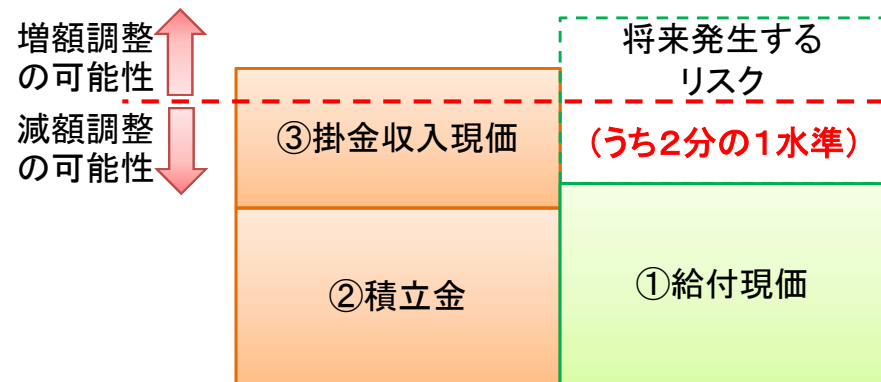 増額調整
の可能性
減額調整
の可能性
③掛金収入現価
②積立金
将来発生する
リスク
(うち2分の1水準)
①給付現価